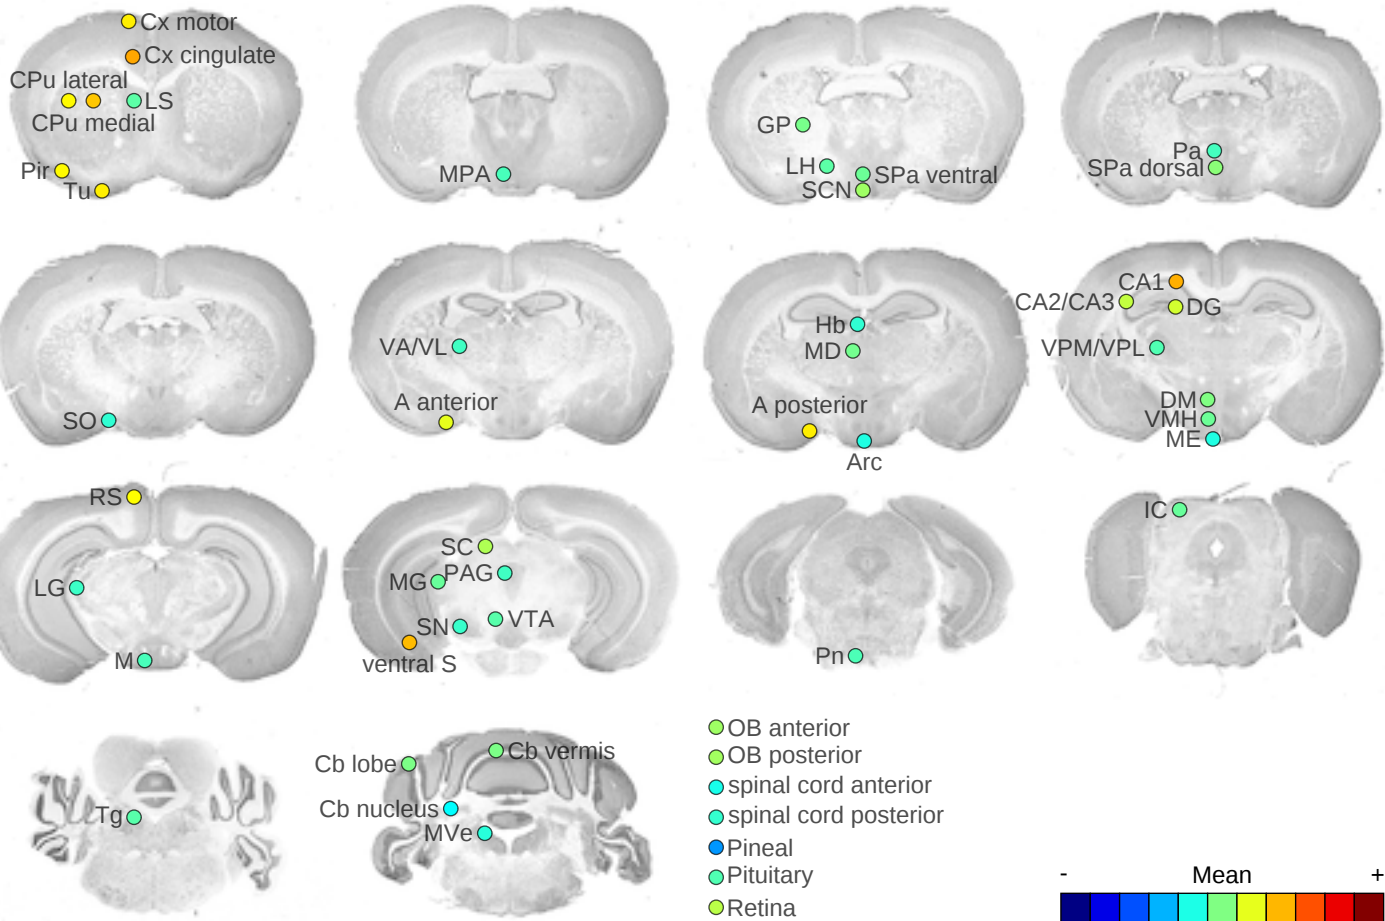 Cx motor
Cx cingulate
CPu lateral
LS
CPu medial
Pir
Tu
MPA
GP
LH
SPa ventral
SCN
Pa
SPa dorsal
SO
VA/VL
A anterior
Hb
MD
A posterior
Arc
CA1
CA2/CA3
DG
VPM/VPL
DM
VMH
ME
RS
LG
M
SC
MG
PAG
SN
VTA
ventral S
Pn
IC
Tg
Cb lobe
Cb vermis
Cb nucleus
MVe
OB anterior
OB posterior
spinal cord anterior
spinal cord posterior
Pineal
Pituitary
Retina
- Mean +